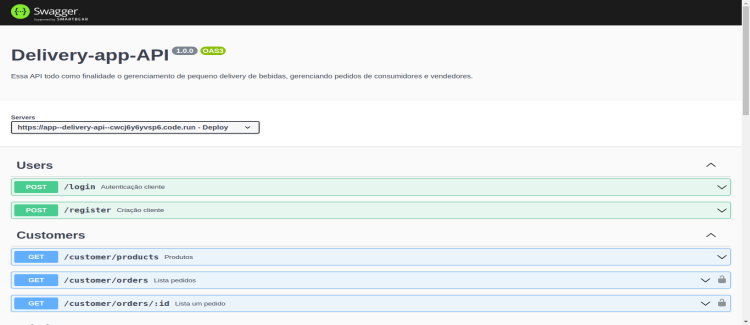 Swagger
Supported by SMARTBEAR
Delivery-app-API 1.0.0 OAS3
Essa API todo como finalidade o gerenciamento de pequeno delivery de bebidas, gerenciando pedidos de consumidores e vendedores.
Servers
https://app--delivery-api--cwcj6y6yvsp6.code.run - Deploy
Users
POST /login Autenticação cliente
POST /register Criação cliente
Customers
GET /customer/products Produtos
GET /customer/orders Lista pedidos
GET /customer/orders/:id Lista um pedido